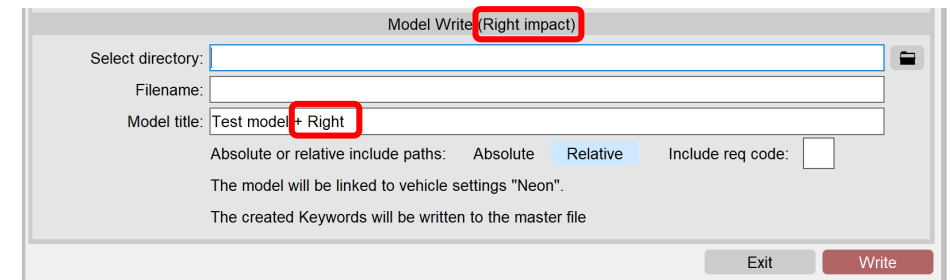 Model Write (Right impact)
Select directory:
Filename:
Model title: Test model + Right
Absolute or relative include paths: Absolute Relative Include req code:
The model will be linked to vehicle settings "Neon".
The created Keywords will be written to the master file
Exit Write